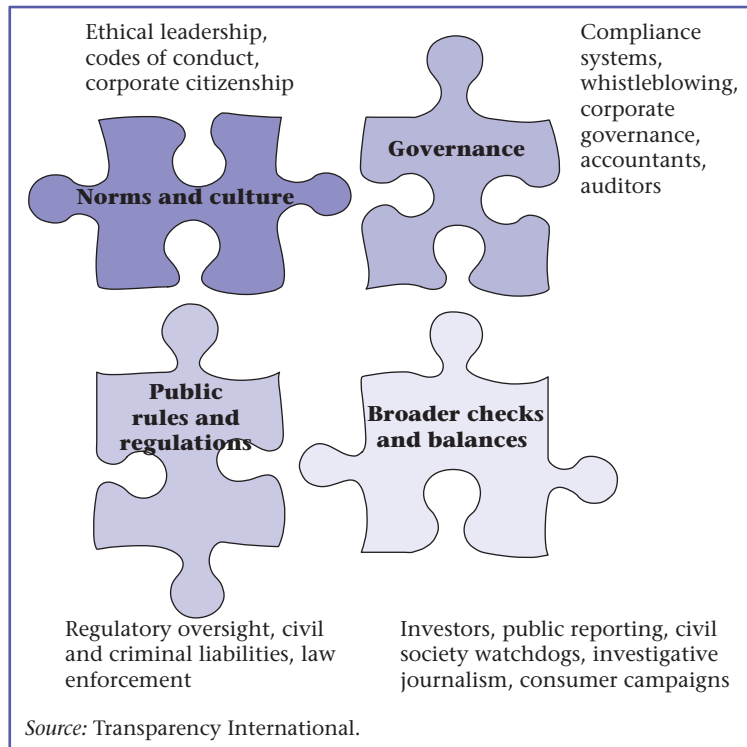 Ethical leadership,
codes of conduct,
corporate citizenship
Norms and culture
Compliance
systems,
whistleblowing,
corporate
governance,
accountants,
auditors
Governance
Public
rules and
regulations
Regulatory oversight, civil
and criminal liabilities, law
enforcement
Broader checks
and balances
Investors, public reporting, civil
society watchdogs, investigative
journalism, consumer campaigns
Source: Transparency International.